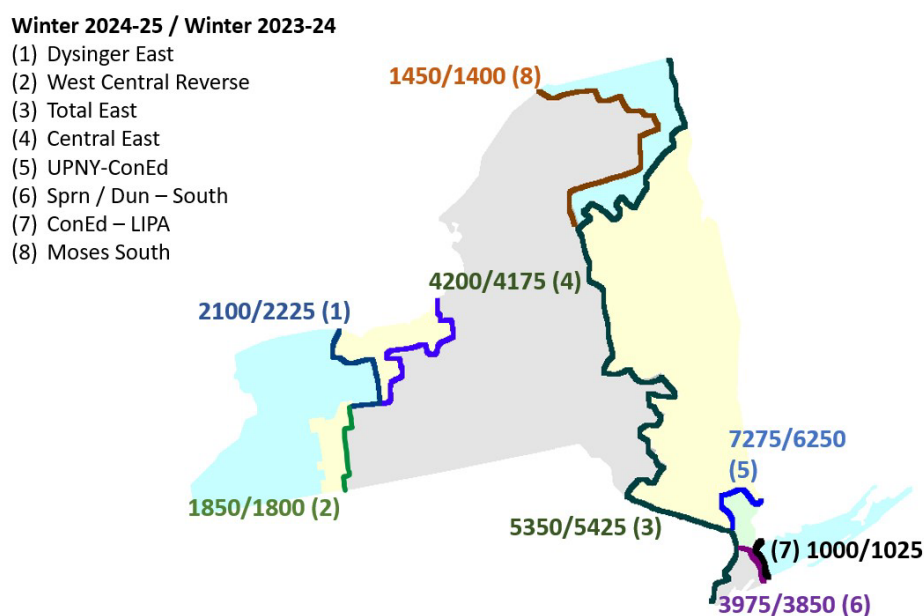 Winter 2024-25 / Winter 2023-24
(1) Dysinger East
(2) West Central Reverse
(3) Total East
(4) Central East
(5) UPNY-ConEd
(6) Sprn / Dun – South
(7) ConEd – LIPA
(8) Moses South
1450/1400 (8)
4200/4175 (4)
2100/2225 (1)
7275/6250
(5)
1850/1800 (2)
5350/5425 (3)
(7) 1000/1025
3975/3850 (6)